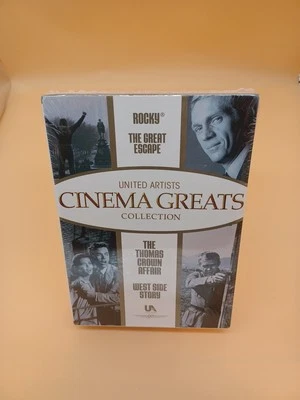 ROCKY®
THE GREAT
ESCAPE
UNITED ARTISTS
CINEMA GREATS
COLLECTION
THE
THOMAS
CROWN
AFFAIR
WEST SIDE
STORY
UA